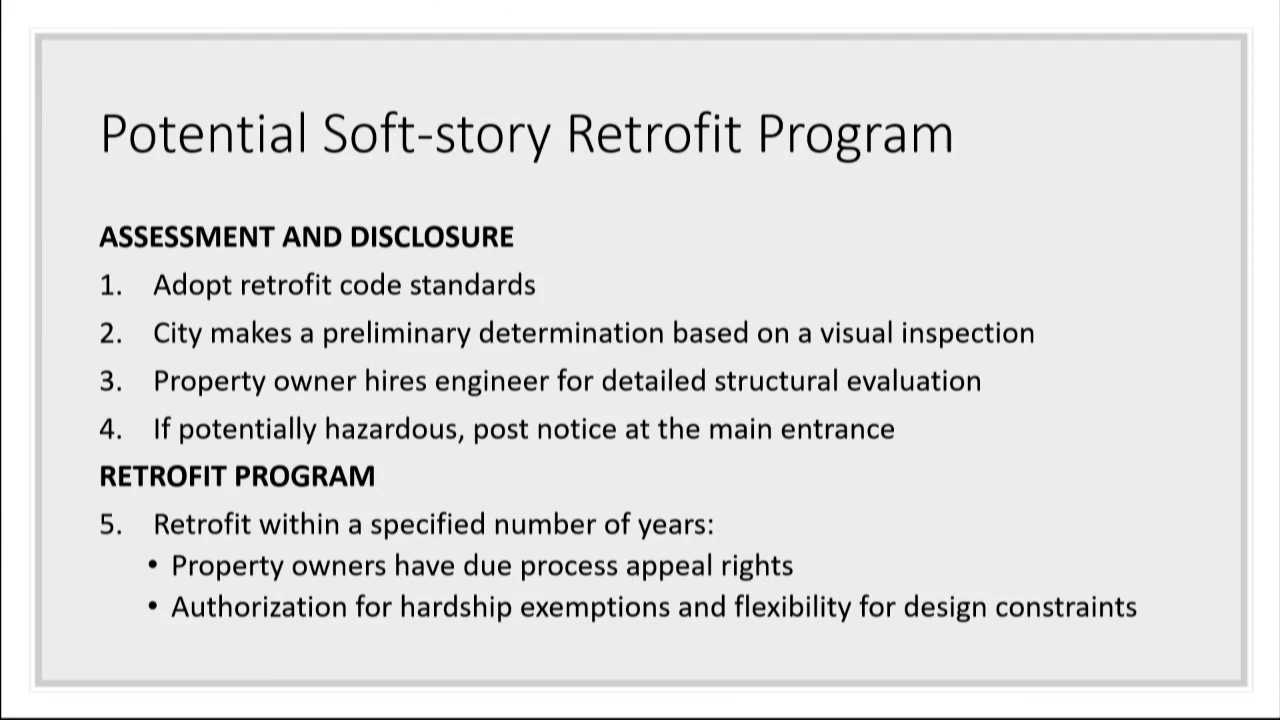 Potential Soft-story Retrofit Program
ASSESSMENT AND DISCLOSURE
1. Adopt retrofit code standards
2. City makes a preliminary determination based on a visual inspection
3. Property owner hires engineer for detailed structural evaluation
4. If potentially hazardous, post notice at the main entrance
RETROFIT PROGRAM
5. Retrofit within a specified number of years:
• Property owners have due process appeal rights
• Authorization for hardship exemptions and flexibility for design constraints